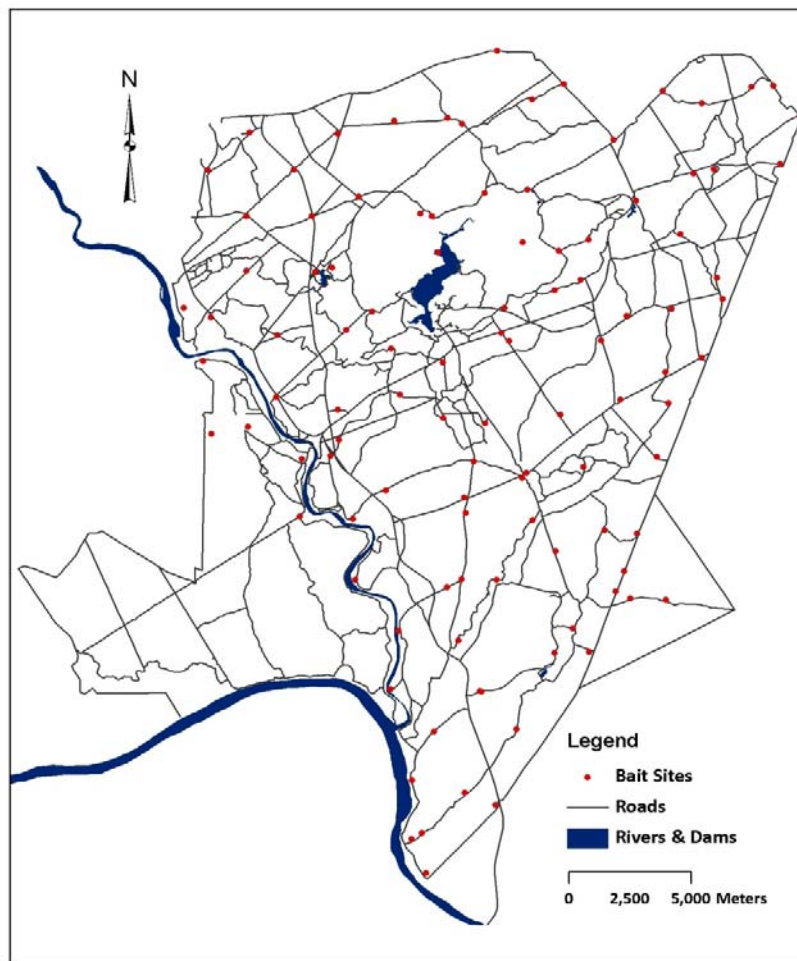 N
Legend
Bait Sites
Roads
Rivers & Dams
0 2,500 5,000 Meters